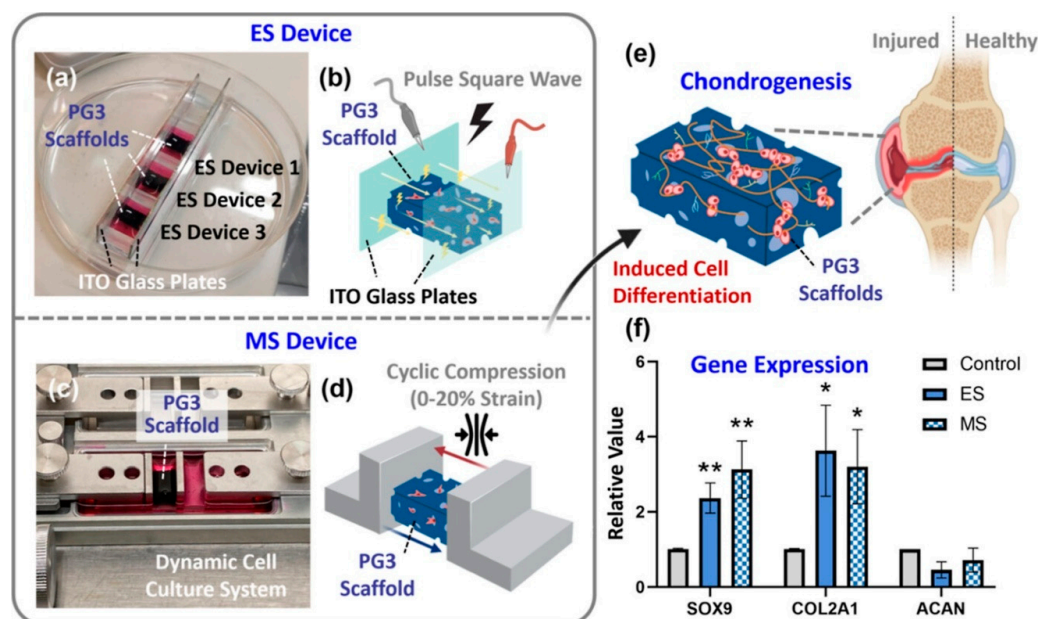 ES Device
(a)
PG3
Scaffolds
ES Device 1
ES Device 2
ES Device 3
ITO Glass Plates
(b)
Pulse Square Wave
PG3
Scaffold
ITO Glass Plates
MS Device
(c)
PG3
Scaffold
Dynamic Cell
Culture System
(d)
Cyclic Compression
(0-20% Strain)
PG3
Scaffold
(e)
Chondrogenesis
Injured
Healthy
Induced Cell
Differentiation
PG3
Scaffolds
(f)
Gene Expression
Control
ES
MS
Relative Value
6
4
2
0
**
**
*
*
SOX9
COL2A1
ACAN